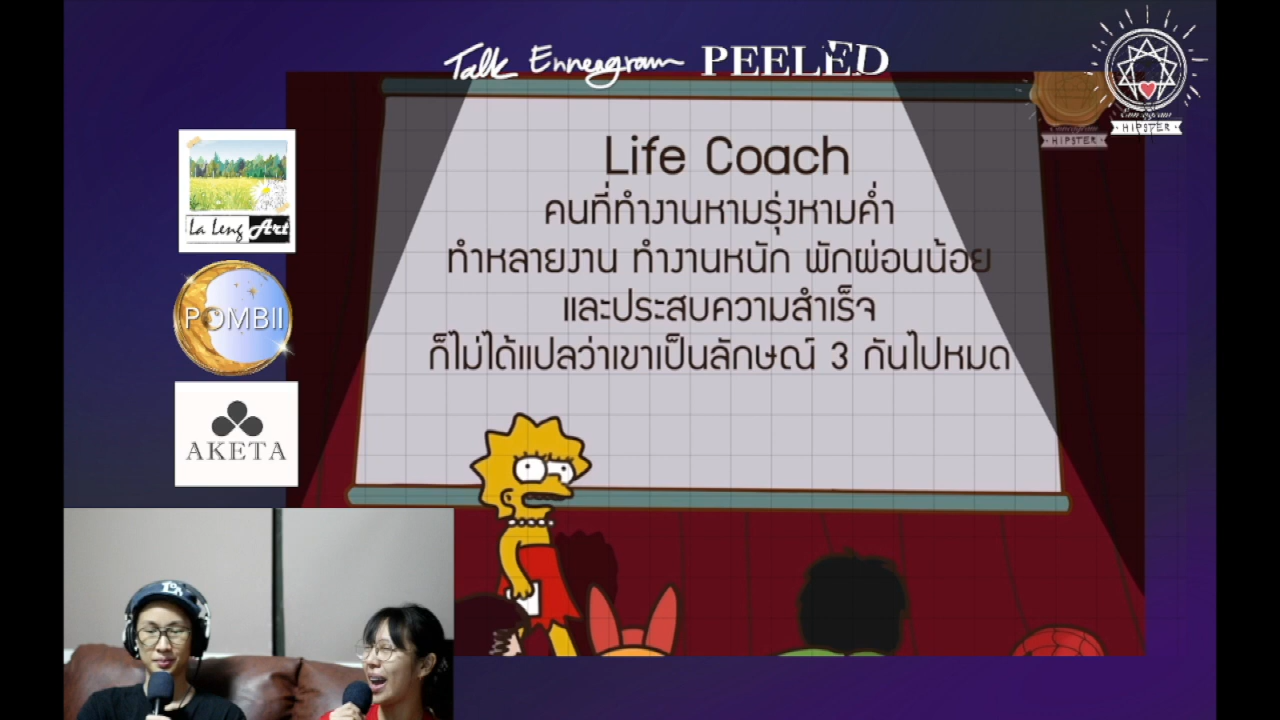 Talk Enneagram PEELED
Enneagram
HIPSTER
HIPSTER
Life Coach
คนที่ทำงานหามรุ่งหามค่ำ
ทำหลายงาน ทำงานหนัก พักผ่อนน้อย
และประสบความสำเร็จ
ก็ไม่ได้แปลว่าเขาเป็นลักษณ์ 3 กันไปหมด
La Leng Art
POMBII
AKETA